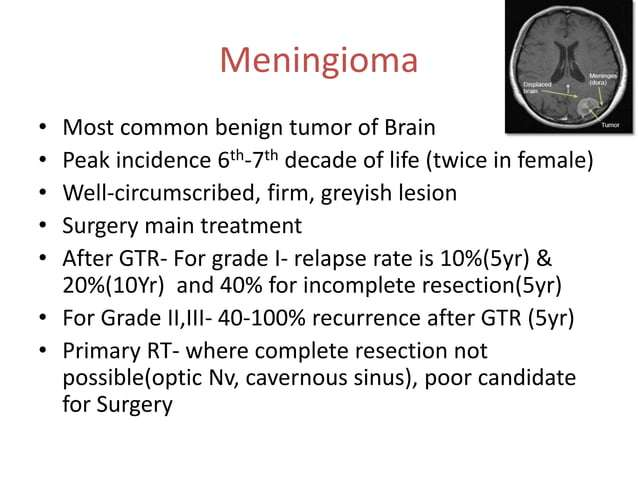 Meningioma
Displaced
brain
Meninges
(dura)
Tumor
• Most common benign tumor of Brain
• Peak incidence 6th-7th decade of life (twice in female)
• Well-circumscribed, firm, greyish lesion
• Surgery main treatment
• After GTR- For grade I- relapse rate is 10%(5yr) &
20%(10Yr)  and 40% for incomplete resection(5yr)
• For Grade II,III- 40-100% recurrence after GTR (5yr)
• Primary RT- where complete resection not
possible(optic Nv, cavernous sinus), poor candidate
for Surgery